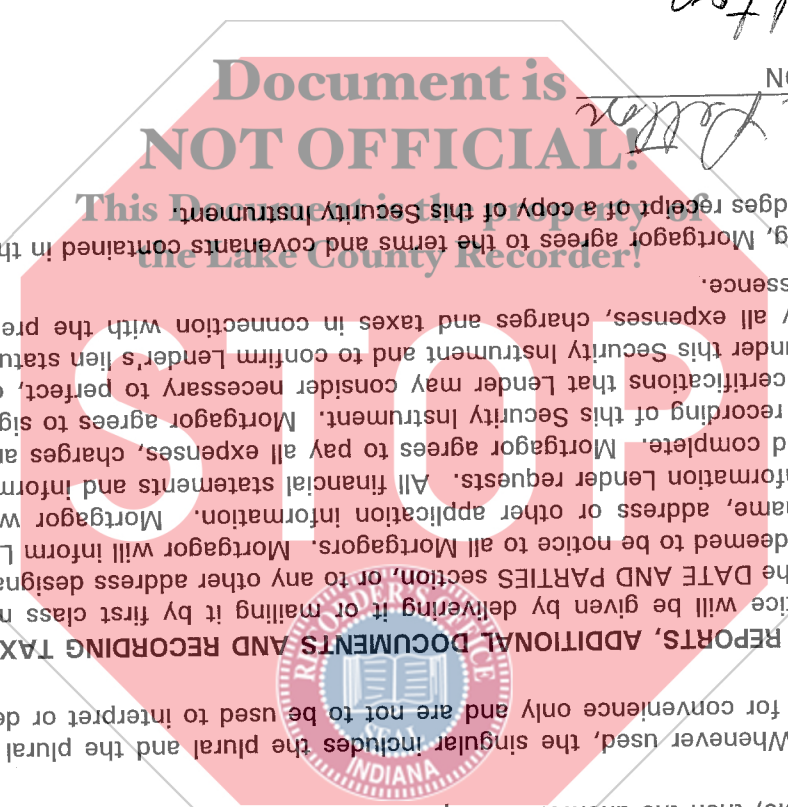 Document is
NOT OFFICIAL!
This Document is the property of
the Lake County Recorder!
STOP
RECORDER'S OFFICE
SEAL
INDIANA
Whenever used, the singular includes the plural and the plural
for convenience only and are not to be used to interpret or de
REPORTS, ADDITIONAL DOCUMENTS AND RECORDING TAX
tice will be given by delivering it or mailing it by first class m
he DATE AND PARTIES section, or to any other address designa
deemed to be notice to all Mortgagors. Mortgagor will inform L
name, address or other application information. Mortgagor w
nformation Lender requests. All financial statements and inform
d complete. Mortgagor agrees to pay all expenses, charges an
recording of this Security Instrument. Mortgagor agrees to sig
certifications that Lender may consider necessary to perfect, c
nder this Security Instrument and to confirm Lender's lien statu
y all expenses, charges and taxes in connection with the pre
ssence.
g, Mortgagor agrees to the terms and covenants contained in th
dges receipt of a copy of this Security Instrument.
Pelton
ON